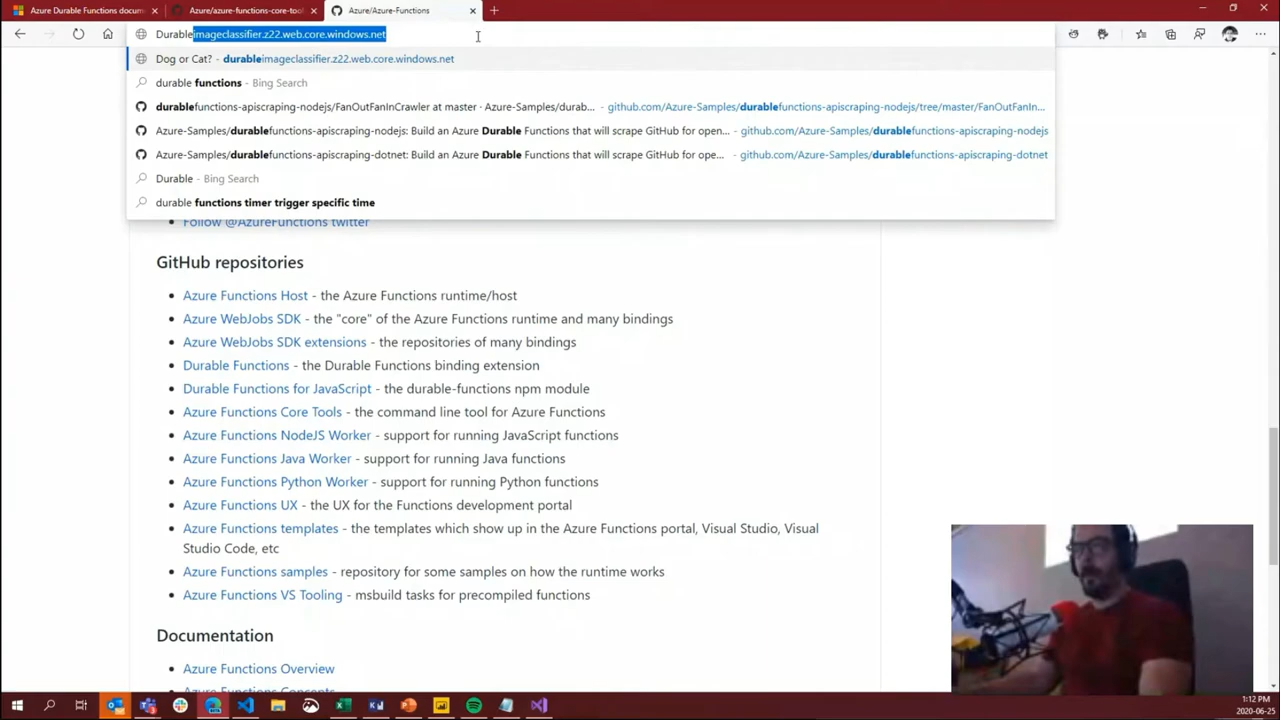 Azure Durable Functions docum
Azure/azure-functions-core-tool
Azure/Azure-Functions
Durableimageclassifier.z22.web.core.windows.net
Dog or Cat? - durableimageclassifier.z22.web.core.windows.net
durable functions - Bing Search
durablefunctions-apiscraping-nodejs/FanOutFanInCrawler at master · Azure-Samples/durab... - github.com/Azure-Samples/durablefunctions-apiscraping-nodejs/tree/master/FanOutFanIn...
Azure-Samples/durablefunctions-apiscraping-nodejs: Build an Azure Durable Functions that will scrape GitHub for open... - github.com/Azure-Samples/durablefunctions-apiscraping-nodejs
Azure-Samples/durablefunctions-apiscraping-dotnet: Build an Azure Durable Functions that will scrape GitHub for ope... - github.com/Azure-Samples/durablefunctions-apiscraping-dotnet
Durable - Bing Search
durable functions timer trigger specific time
Follow @AzureFunctions twitter
GitHub repositories
Azure Functions Host - the Azure Functions runtime/host
Azure WebJobs SDK - the "core" of the Azure Functions runtime and many bindings
Azure WebJobs SDK extensions - the repositories of many bindings
Durable Functions - the Durable Functions binding extension
Durable Functions for JavaScript - the durable-functions npm module
Azure Functions Core Tools - the command line tool for Azure Functions
Azure Functions NodeJS Worker - support for running JavaScript functions
Azure Functions Java Worker - support for running Java functions
Azure Functions Python Worker - support for running Python functions
Azure Functions UX - the UX for the Functions development portal
Azure Functions templates - the templates which show up in the Azure Functions portal, Visual Studio, Visual
Studio Code, etc
Azure Functions samples - repository for some samples on how the runtime works
Azure Functions VS Tooling - msbuild tasks for precompiled functions
Documentation
Azure Functions Overview
Azure Functions Concepts
1:12 PM
2020-06-25